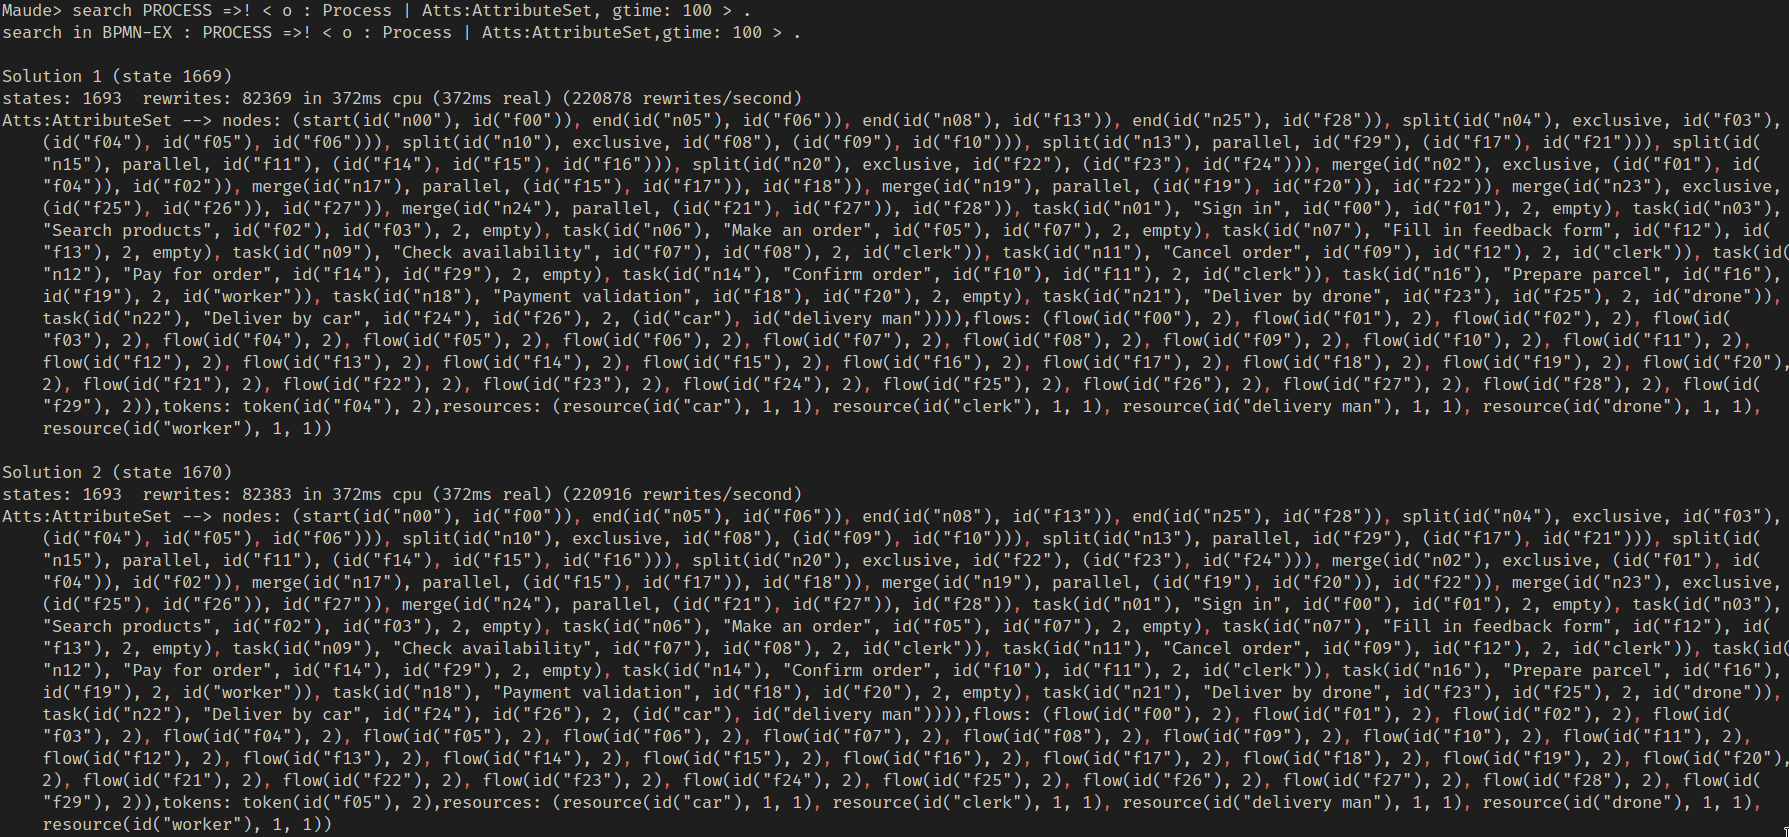 Maude> search PROCESS =>! < o : Process | Atts:AttributeSet, gtime: 100 > .
search in BPMN-EX : PROCESS =>! < o : Process | Atts:AttributeSet,gtime: 100 > .
Solution 1 (state 1669)
states: 1693  rewrites: 82369 in 372ms cpu (372ms real) (220878 rewrites/second)
Atts:AttributeSet --> nodes: (start(id("n00"), id("f00")), end(id("n05"), id("f06")), end(id("n08"), id("f13")), end(id("n25"), id("f28")), split(id("n04"), exclusive, id("f03"),
(id("f04"), id("f05"), id("f06"))), split(id("n10"), exclusive, id("f08"), (id("f09"), id("f10"))), split(id("n13"), parallel, id("f29"), (id("f17"), id("f21"))), split(id(
"n15"), parallel, id("f11"), (id("f14"), id("f15"), id("f16"))), split(id("n20"), exclusive, id("f22"), (id("f23"), id("f24"))), merge(id("n02"), exclusive, (id("f01"), id(
"f04")), id("f02")), merge(id("n17"), parallel, (id("f15"), id("f17")), id("f18")), merge(id("n19"), parallel, (id("f19"), id("f20")), id("f22")), merge(id("n23"), exclusive,
(id("f25"), id("f26")), id("f27")), merge(id("n24"), parallel, (id("f21"), id("f27")), id("f28")), task(id("n01"), "Sign in", id("f00"), id("f01"), 2, empty), task(id("n03"),
"Search products", id("f02"), id("f03"), 2, empty), task(id("n06"), "Make an order", id("f05"), id("f07"), 2, empty), task(id("n07"), "Fill in feedback form", id("f12"), id(
"f13"), 2, empty), task(id("n09"), "Check availability", id("f07"), id("f08"), 2, id("clerk")), task(id("n11"), "Cancel order", id("f09"), id("f12"), 2, id("clerk")), task(id(
"n12"), "Pay for order", id("f14"), id("f29"), 2, empty), task(id("n14"), "Confirm order", id("f10"), id("f11"), 2, id("clerk")), task(id("n16"), "Prepare parcel", id("f16"),
id("f19"), 2, id("worker")), task(id("n18"), "Payment validation", id("f18"), id("f20"), 2, empty), task(id("n21"), "Deliver by drone", id("f23"), id("f25"), 2, id("drone")),
task(id("n22"), "Deliver by car", id("f24"), id("f26"), 2, (id("car"), id("delivery man")))),flows: (flow(id("f00"), 2), flow(id("f01"), 2), flow(id("f02"), 2), flow(id(
"f03"), 2), flow(id("f04"), 2), flow(id("f05"), 2), flow(id("f06"), 2), flow(id("f07"), 2), flow(id("f08"), 2), flow(id("f09"), 2), flow(id("f10"), 2), flow(id("f11"), 2),
flow(id("f12"), 2), flow(id("f13"), 2), flow(id("f14"), 2), flow(id("f15"), 2), flow(id("f16"), 2), flow(id("f17"), 2), flow(id("f18"), 2), flow(id("f19"), 2), flow(id("f20"),
2), flow(id("f21"), 2), flow(id("f22"), 2), flow(id("f23"), 2), flow(id("f24"), 2), flow(id("f25"), 2), flow(id("f26"), 2), flow(id("f27"), 2), flow(id("f28"), 2), flow(id(
"f29"), 2)),tokens: token(id("f04"), 2),resources: (resource(id("car"), 1, 1), resource(id("clerk"), 1, 1), resource(id("delivery man"), 1, 1), resource(id("drone"), 1, 1),
resource(id("worker"), 1, 1))
Solution 2 (state 1670)
states: 1693  rewrites: 82383 in 372ms cpu (372ms real) (220916 rewrites/second)
Atts:AttributeSet --> nodes: (start(id("n00"), id("f00")), end(id("n05"), id("f06")), end(id("n08"), id("f13")), end(id("n25"), id("f28")), split(id("n04"), exclusive, id("f03"),
(id("f04"), id("f05"), id("f06"))), split(id("n10"), exclusive, id("f08"), (id("f09"), id("f10"))), split(id("n13"), parallel, id("f29"), (id("f17"), id("f21"))), split(id(
"n15"), parallel, id("f11"), (id("f14"), id("f15"), id("f16"))), split(id("n20"), exclusive, id("f22"), (id("f23"), id("f24"))), merge(id("n02"), exclusive, (id("f01"), id(
"f04")), id("f02")), merge(id("n17"), parallel, (id("f15"), id("f17")), id("f18")), merge(id("n19"), parallel, (id("f19"), id("f20")), id("f22")), merge(id("n23"), exclusive,
(id("f25"), id("f26")), id("f27")), merge(id("n24"), parallel, (id("f21"), id("f27")), id("f28")), task(id("n01"), "Sign in", id("f00"), id("f01"), 2, empty), task(id("n03"),
"Search products", id("f02"), id("f03"), 2, empty), task(id("n06"), "Make an order", id("f05"), id("f07"), 2, empty), task(id("n07"), "Fill in feedback form", id("f12"), id(
"f13"), 2, empty), task(id("n09"), "Check availability", id("f07"), id("f08"), 2, id("clerk")), task(id("n11"), "Cancel order", id("f09"), id("f12"), 2, id("clerk")), task(id(
"n12"), "Pay for order", id("f14"), id("f29"), 2, empty), task(id("n14"), "Confirm order", id("f10"), id("f11"), 2, id("clerk")), task(id("n16"), "Prepare parcel", id("f16"),
id("f19"), 2, id("worker")), task(id("n18"), "Payment validation", id("f18"), id("f20"), 2, empty), task(id("n21"), "Deliver by drone", id("f23"), id("f25"), 2, id("drone")),
task(id("n22"), "Deliver by car", id("f24"), id("f26"), 2, (id("car"), id("delivery man")))),flows: (flow(id("f00"), 2), flow(id("f01"), 2), flow(id("f02"), 2), flow(id(
"f03"), 2), flow(id("f04"), 2), flow(id("f05"), 2), flow(id("f06"), 2), flow(id("f07"), 2), flow(id("f08"), 2), flow(id("f09"), 2), flow(id("f10"), 2), flow(id("f11"), 2),
flow(id("f12"), 2), flow(id("f13"), 2), flow(id("f14"), 2), flow(id("f15"), 2), flow(id("f16"), 2), flow(id("f17"), 2), flow(id("f18"), 2), flow(id("f19"), 2), flow(id("f20"),
2), flow(id("f21"), 2), flow(id("f22"), 2), flow(id("f23"), 2), flow(id("f24"), 2), flow(id("f25"), 2), flow(id("f26"), 2), flow(id("f27"), 2), flow(id("f28"), 2), flow(id(
"f29"), 2)),tokens: token(id("f05"), 2),resources: (resource(id("car"), 1, 1), resource(id("clerk"), 1, 1), resource(id("delivery man"), 1, 1), resource(id("drone"), 1, 1),
resource(id("worker"), 1, 1))